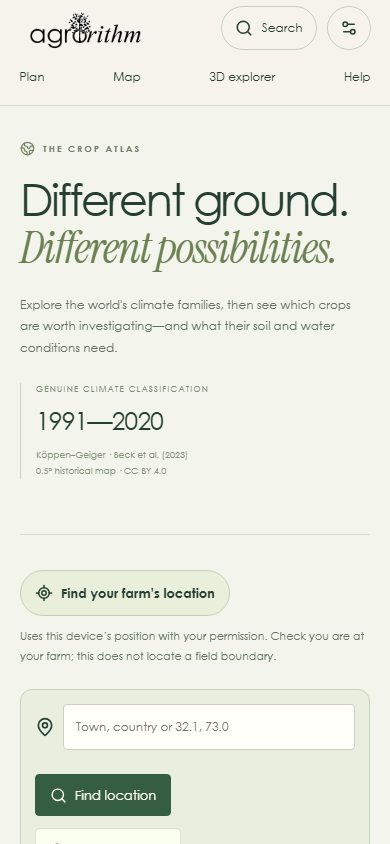 agrorithm
Search
Plan
Map
3D explorer
Help
THE CROP ATLAS
Different ground.
Different possibilities.
Explore the world's climate families, then see which crops
are worth investigating—and what their soil and water
conditions need.
GENUINE CLIMATE CLASSIFICATION
1991—2020
Köppen–Geiger · Beck et al. (2023)
0.5° historical map · CC BY 4.0
Find your farm's location
Uses this device's position with your permission. Check you are at
your farm; this does not locate a field boundary.
Town, country or 32.1, 73.0
Find location